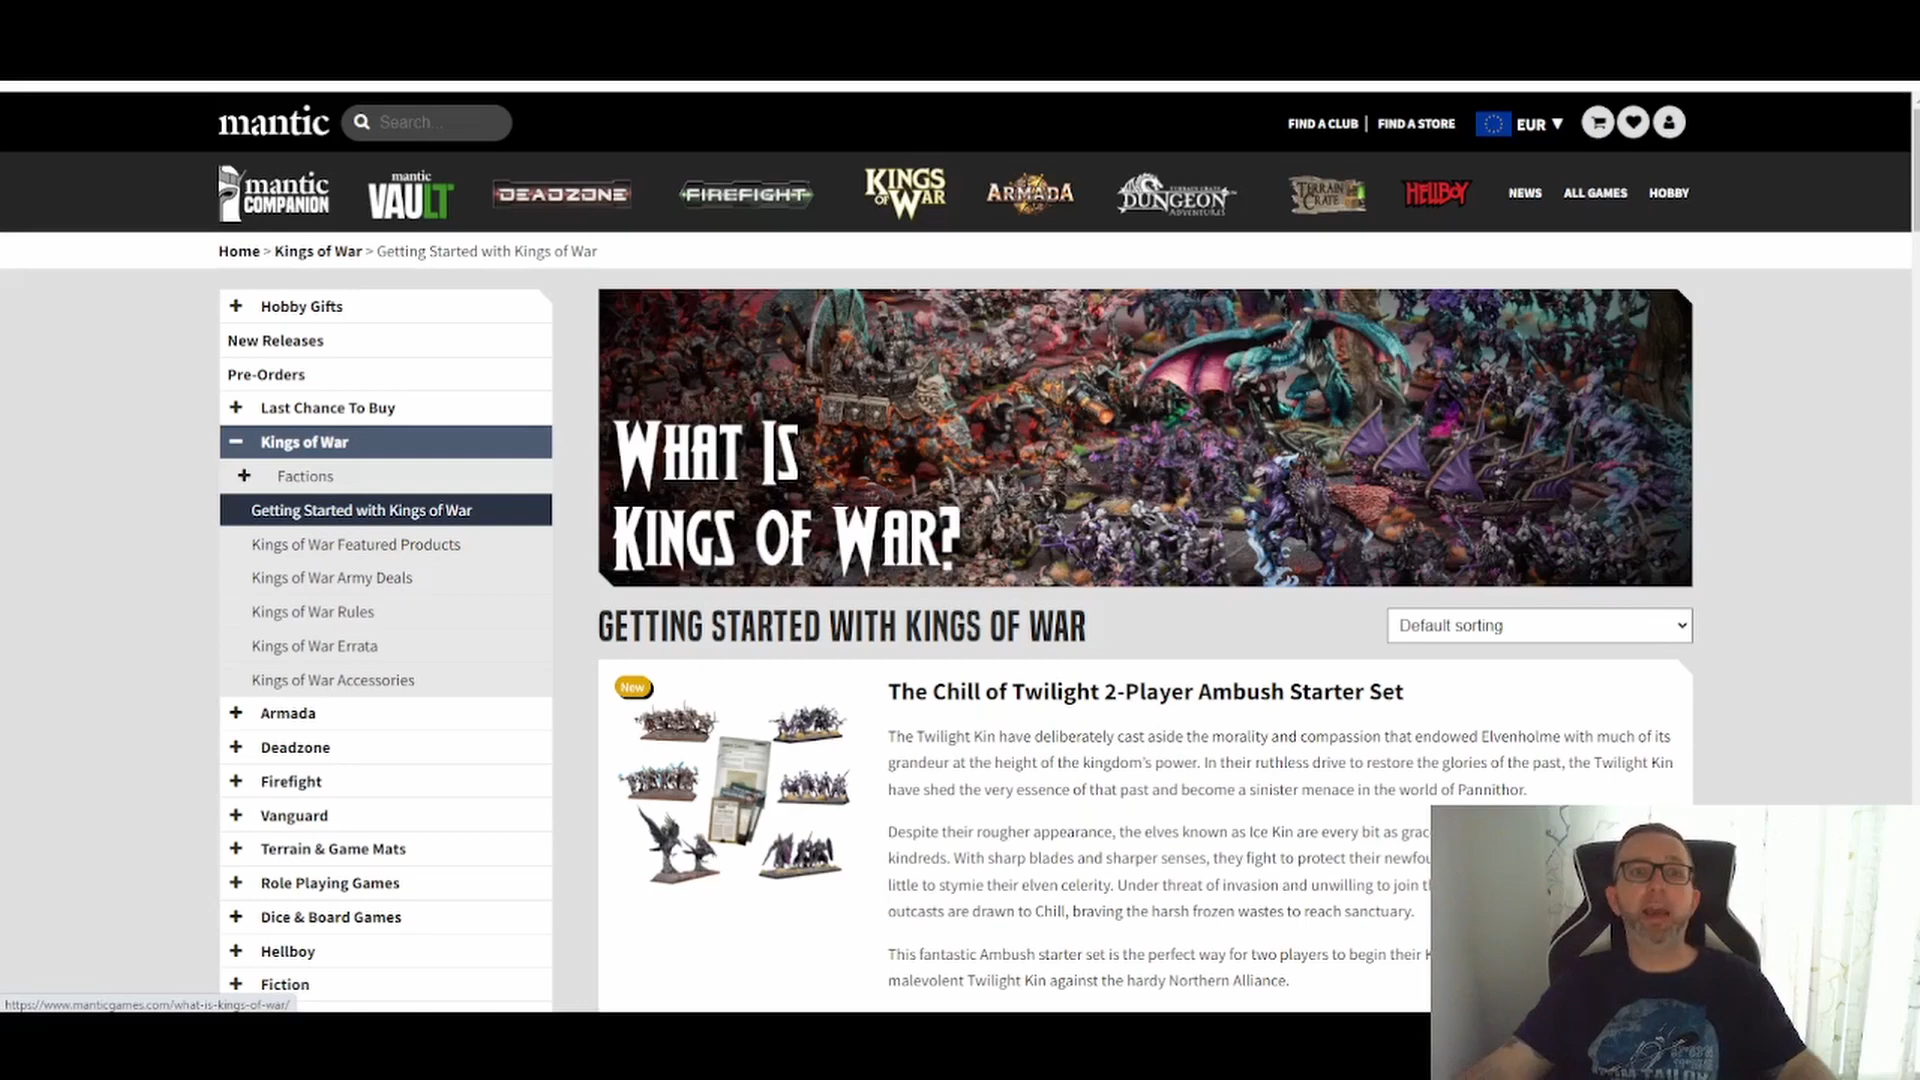 mantic
Search...
FIND A CLUB | FIND A STORE
EUR ▼
mantic COMPANION
mantic VAULT
DEADZONE
FIREFIGHT
KINGS OF WAR
ARMADA
TERRAIN CRATE DUNGEON ADVENTURES
TERRAIN CRATE
HELLBOY
NEWS
ALL GAMES
HOBBY
Home > Kings of War > Getting Started with Kings of War
Hobby Gifts
New Releases
Pre-Orders
Last Chance To Buy
Kings of War
Factions
Getting Started with Kings of War
Kings of War Featured Products
Kings of War Army Deals
Kings of War Rules
Kings of War Errata
Kings of War Accessories
Armada
Deadzone
Firefight
Vanguard
Terrain & Game Mats
Role Playing Games
Dice & Board Games
Hellboy
Fiction
https://www.manticgames.com/what-is-kings-of-war/
WHAT IS
KINGS OF WAR?
GETTING STARTED WITH KINGS OF WAR
Default sorting
New
The Chill of Twilight 2-Player Ambush Starter Set
The Twilight Kin have deliberately cast aside the morality and compassion that endowed Elvenholme with much of its
grandeur at the height of the kingdom's power. In their ruthless drive to restore the glories of the past, the Twilight Kin
have shed the very essence of that past and become a sinister menace in the world of Pannithor.
Despite their rougher appearance, the elves known as Ice Kin are every bit as grac
kindreds. With sharp blades and sharper senses, they fight to protect their newfou
little to stymie their elven celerity. Under threat of invasion and unwilling to join t
outcasts are drawn to Chill, braving the harsh frozen wastes to reach sanctuary.
This fantastic Ambush starter set is the perfect way for two players to begin their K
malevolent Twilight Kin against the hardy Northern Alliance.
TOM TAILOR